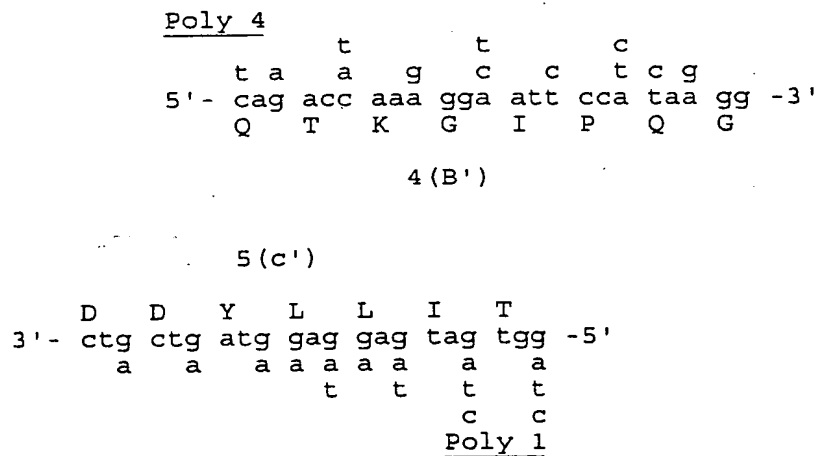 Poly 4
t t c
t a a g c c t c g
5'- cag acc aaa gga att cca taa gg -3'
Q T K G I P Q G
4(B')
5(c')
D D Y L L I T
3'- ctg ctg atg gag gag tag tgg -5'
a a a a a a a a a
t t t t
c c
Poly 1